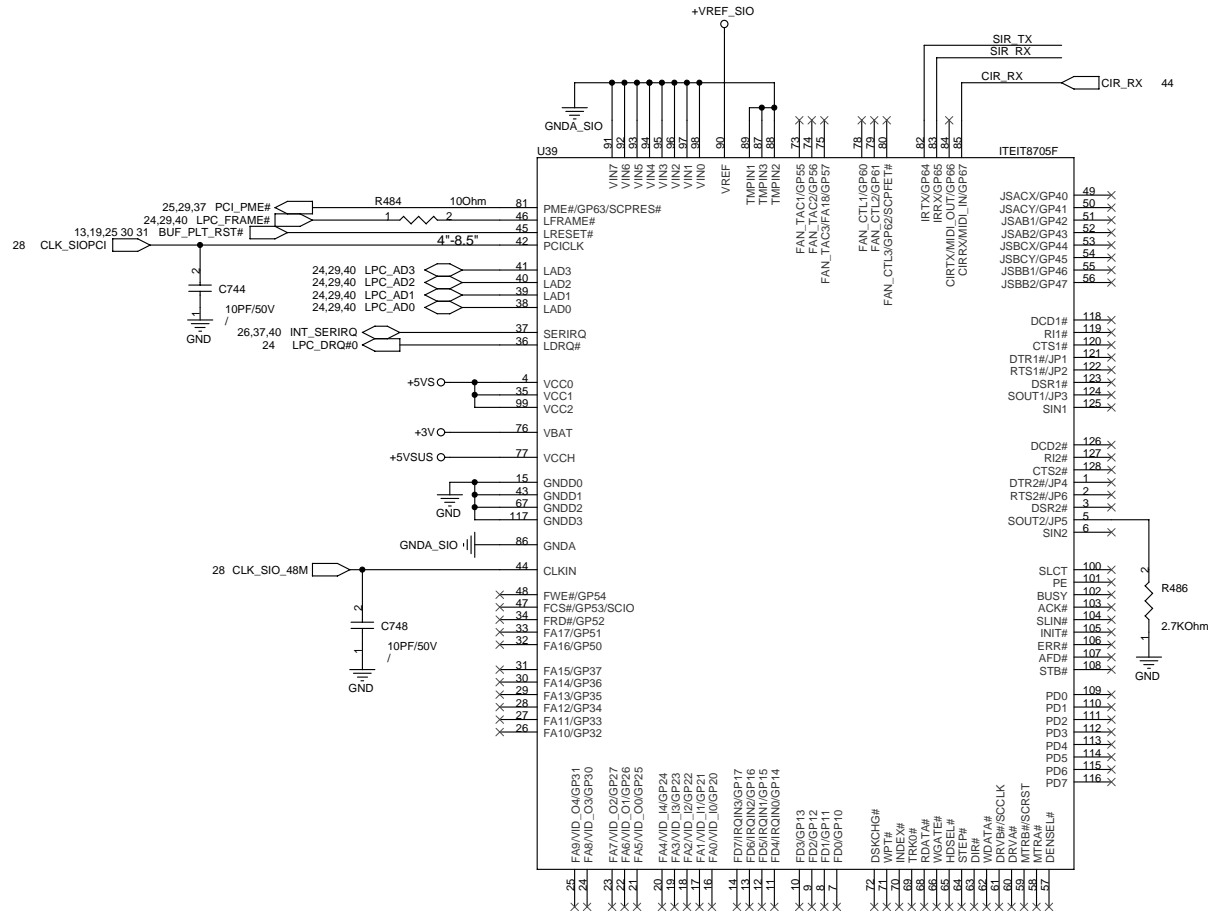 +VREF_SIO
SIR_TX
SIR_RX
CIR_RX
CIR_RX 44
GNDA_SIO
91 92 93 94 95 96 97 98 90 89 87 88 73 74 75 78 79 80 82 83 84 85
U39
ITEIT8705F
VIN7
VIN6
VIN5
VIN4
VIN3
VIN2
VIN1
VIN0
VREF
TMPIN1
TMPIN3
TMPIN2
FAN_TAC1/GP55
FAN_TAC2/GP56
FAN_TAC3/FA18/GP57
FAN_CTL1/GP60
FAN_CTL2/GP61
FAN_CTL3/GP62/SCPFET#
IRTX/GP64
IRRX/GP65
CIRTX/MIDI_OUT/GP66
CIRRX/MIDI_IN/GP67
25,29,37 PCI_PME# R484 10Ohm 81 PME#/GP63/SCPRES#
24,29,40 LPC_FRAME# 1 2 46 LFRAME#
13,19,25 30 31 BUF_PLT_RST# 45 LRESET#
28 CLK_SIOPCI 4"-8.5" 42 PCICLK
2
C744
10PF/50V
/
1
GND
24,29,40 LPC_AD3 41 LAD3
24,29,40 LPC_AD2 40 LAD2
24,29,40 LPC_AD1 39 LAD1
24,29,40 LPC_AD0 38 LAD0
26,37,40 INT_SERIRQ 37 SERIRQ
24 LPC_DRQ#0 36 LDRQ#
+5VS 4 VCC0
35 VCC1
99 VCC2
+3V 76 VBAT
+5VSUS 77 VCCH
15 GNDD0
43 GNDD1
67 GNDD2
117 GNDD3
GND
GNDA_SIO 86 GNDA
28 CLK_SIO_48M 44 CLKIN
2
C748
10PF/50V
/
1
GND
48 FWE#/GP54
47 FCS#/GP53/SCIO
34 FRD#/GP52
33 FA17/GP51
32 FA16/GP50
31 FA15/GP37
30 FA14/GP36
29 FA13/GP35
28 FA12/GP34
27 FA11/GP33
26 FA10/GP32
JSACX/GP40 49
JSACY/GP41 50
JSAB1/GP42 51
JSAB2/GP43 52
JSBCX/GP44 53
JSBCY/GP45 54
JSBB1/GP46 55
JSBB2/GP47 56
DCD1# 118
RI1# 119
CTS1# 120
DTR1#/JP1 121
RTS1#/JP2 122
DSR1# 123
SOUT1/JP3 124
SIN1 125
DCD2# 126
RI2# 127
CTS2# 128
DTR2#/JP4 1
RTS2#/JP6 2
DSR2# 3
SOUT2/JP5 5
SIN2 6
SLCT 100
PE 101
BUSY 102
ACK# 103
SLIN# 104
INIT# 105
ERR# 106
AFD# 107
STB# 108
2
R486
2.7KOhm
1
GND
PD0 109
PD1 110
PD2 111
PD3 112
PD4 113
PD5 114
PD6 115
PD7 116
FA9/VID_O4/GP31
FA8/VID_O3/GP30
FA7/VID_O2/GP27
FA6/VID_O1/GP26
FA5/VID_O0/GP25
FA4/VID_I4/GP24
FA3/VID_I3/GP23
FA2/VID_I2/GP22
FA1/VID_I1/GP21
FA0/VID_I0/GP20
FD7/IRQIN3/GP17
FD6/IRQIN2/GP16
FD5/IRQIN1/GP15
FD4/IRQIN0/GP14
FD3/GP13
FD2/GP12
FD1/GP11
FD0/GP10
DSKCHG#
WPT#
INDEX#
TRK0#
RDATA#
WGATE#
HDSEL#
STEP#
DIR#
WDATA#
DRVB#/SCCLK
DRVA#
MTRB#/SCRST
MTRA#
DENSEL#
25 24 23 22 21 20 19 18 17 16 14 13 12 11 10 9 8 7 72 71 70 69 68 66 65 64 63 62 61 60 59 58 57